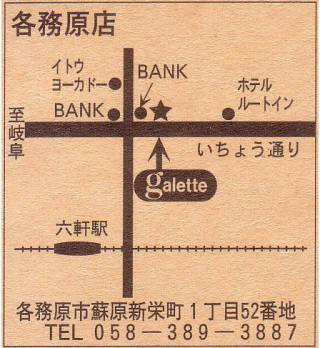 各務原店
イトウ
ヨーカドー
BANK
BANK
ホテル
ルートイン
至岐阜
いちょう通り
galette
六軒駅
各務原市蘇原新栄町1丁目52番地
TEL 058-389-3887